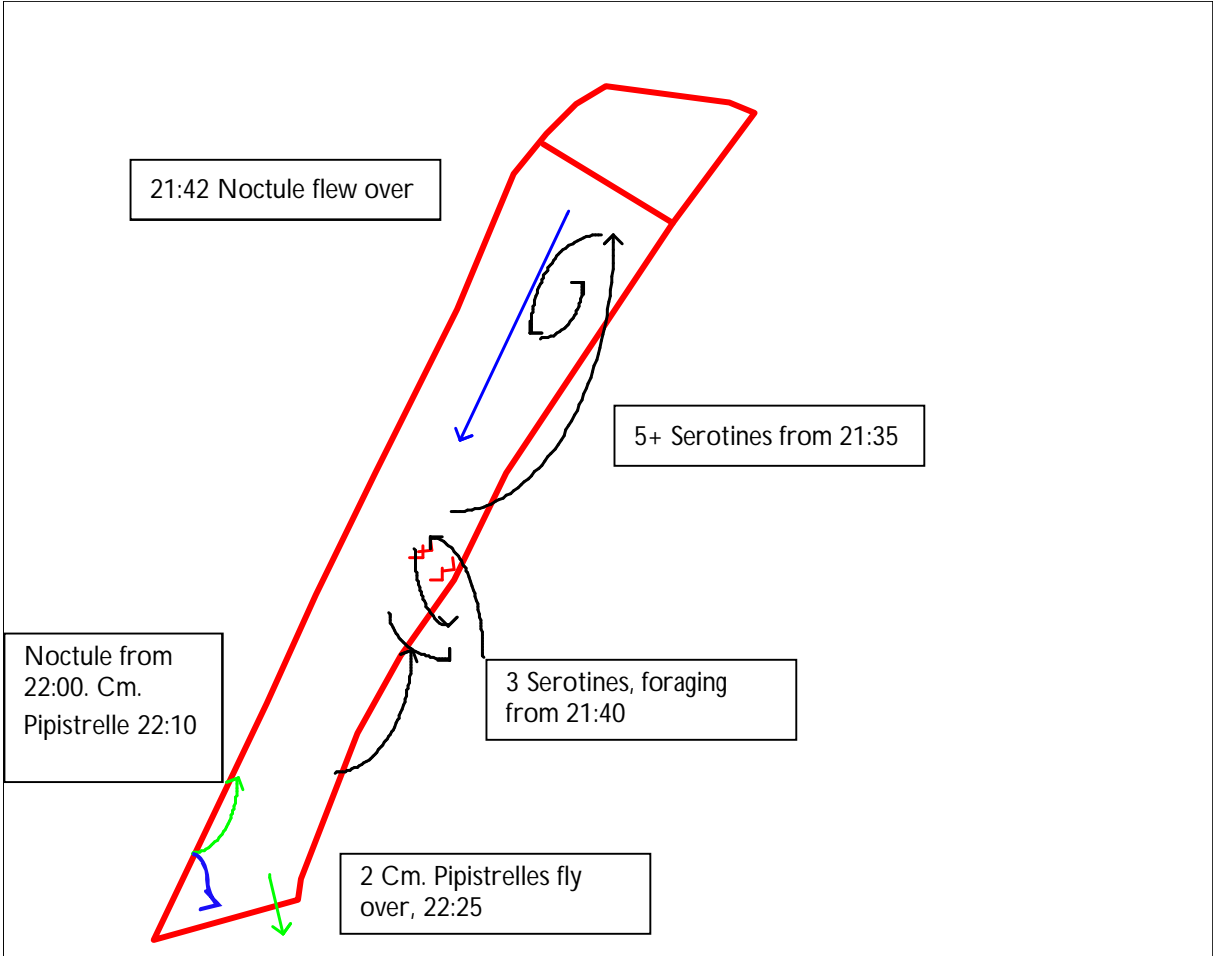 21:42 Noctule flew over
5+ Serotines from 21:35
Noctule from
22:00. Cm.
Pipistrelle 22:10
3 Serotines, foraging
from 21:40
2 Cm. Pipistrelles fly
over, 22:25